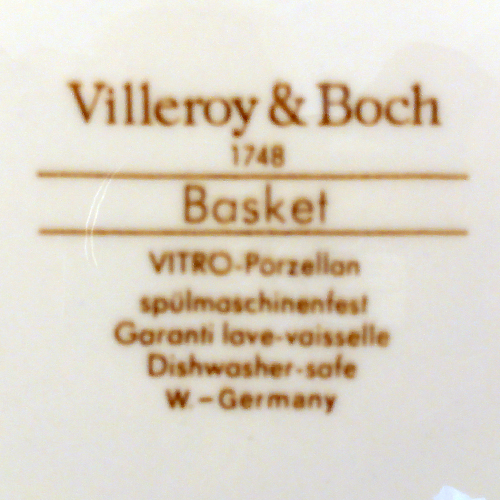 Villeroy & Boch
1748
Basket
VITRO-Porzellan
spülmaschinenfest
Garanti lave-vaisselle
Dishwasher-safe
W.-Germany